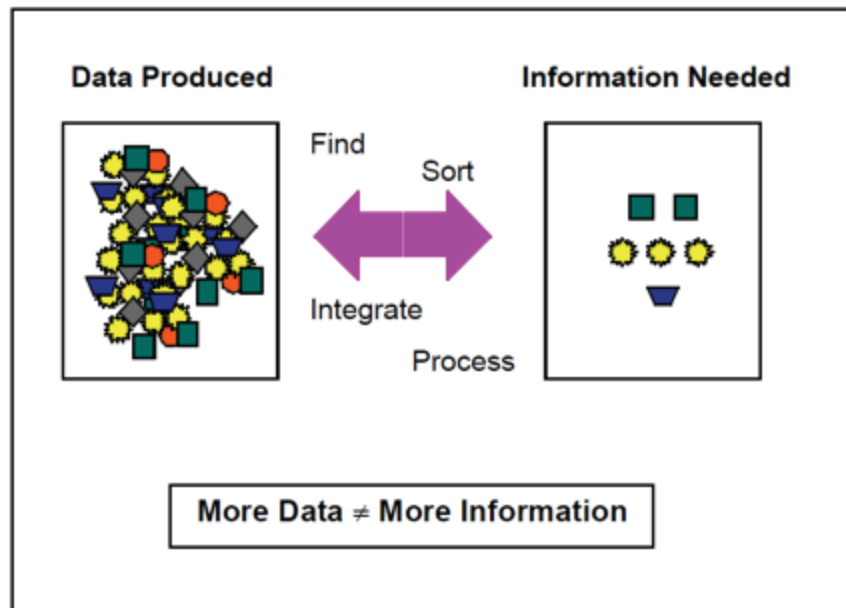 Data Produced
Information Needed
Find
Sort
Integrate
Process
More Data ≠ More Information